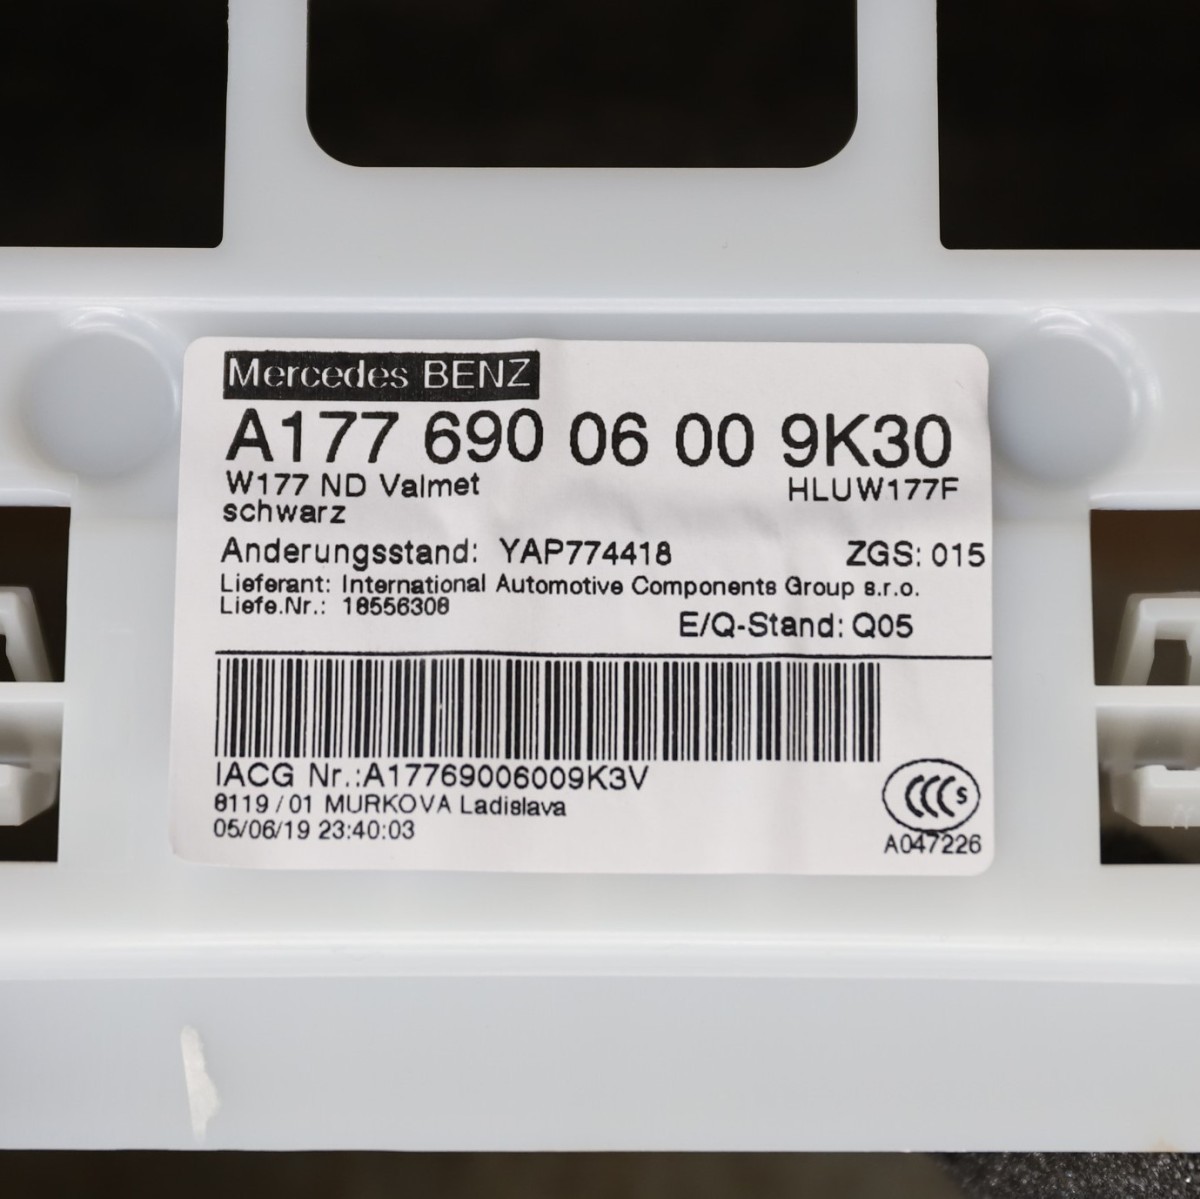 Mercedes BENZ
A177 690 06 00 9K30
W177 ND Valmet HLUW177F
schwarz
Anderungsstand: YAP774418 ZGS: 015
Lieferant: International Automotive Components Group s.r.o.
Liefe.Nr.: 18556308
E/Q-Stand: Q05
IACG Nr.:A17769006009K3V
8119 / 01 MURKOVA Ladislava
05/06/19 23:40:03
CCC S
A047226